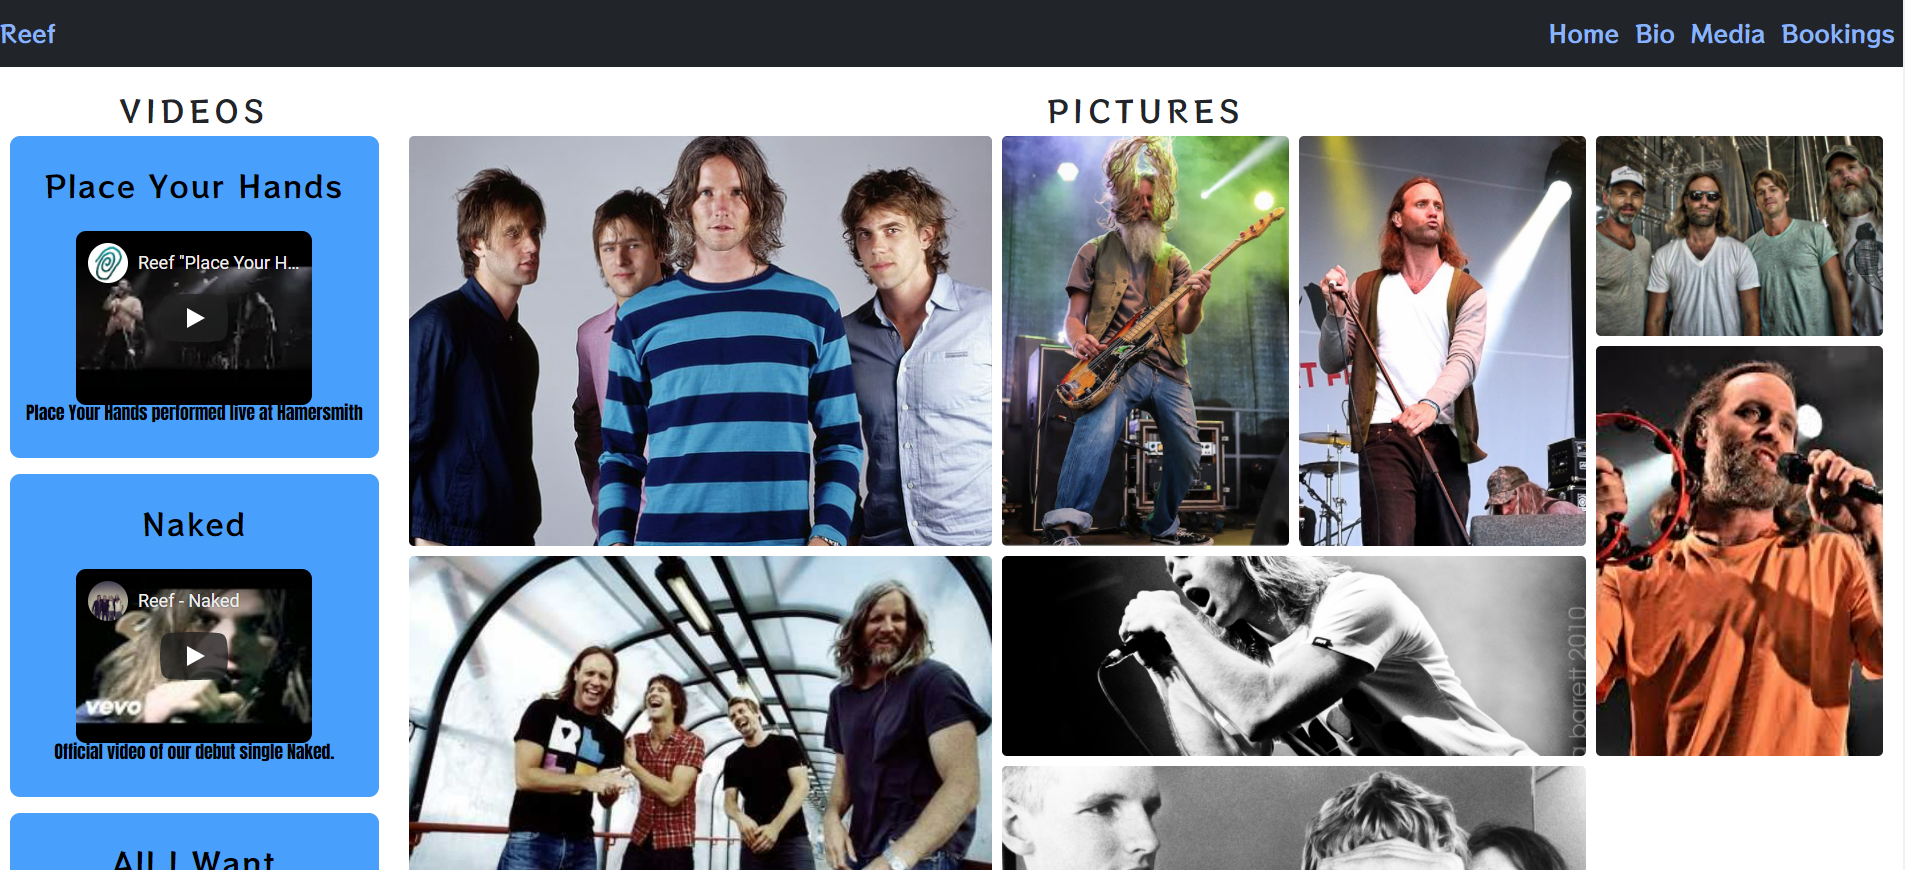 Reef
Home Bio Media Bookings
VIDEOS
PICTURES
Place Your Hands
Reef "Place Your H...
Place Your Hands performed live at Hamersmith
Naked
Reef - Naked
vevo
Official video of our debut single Naked.
All I Want
barrett 2010